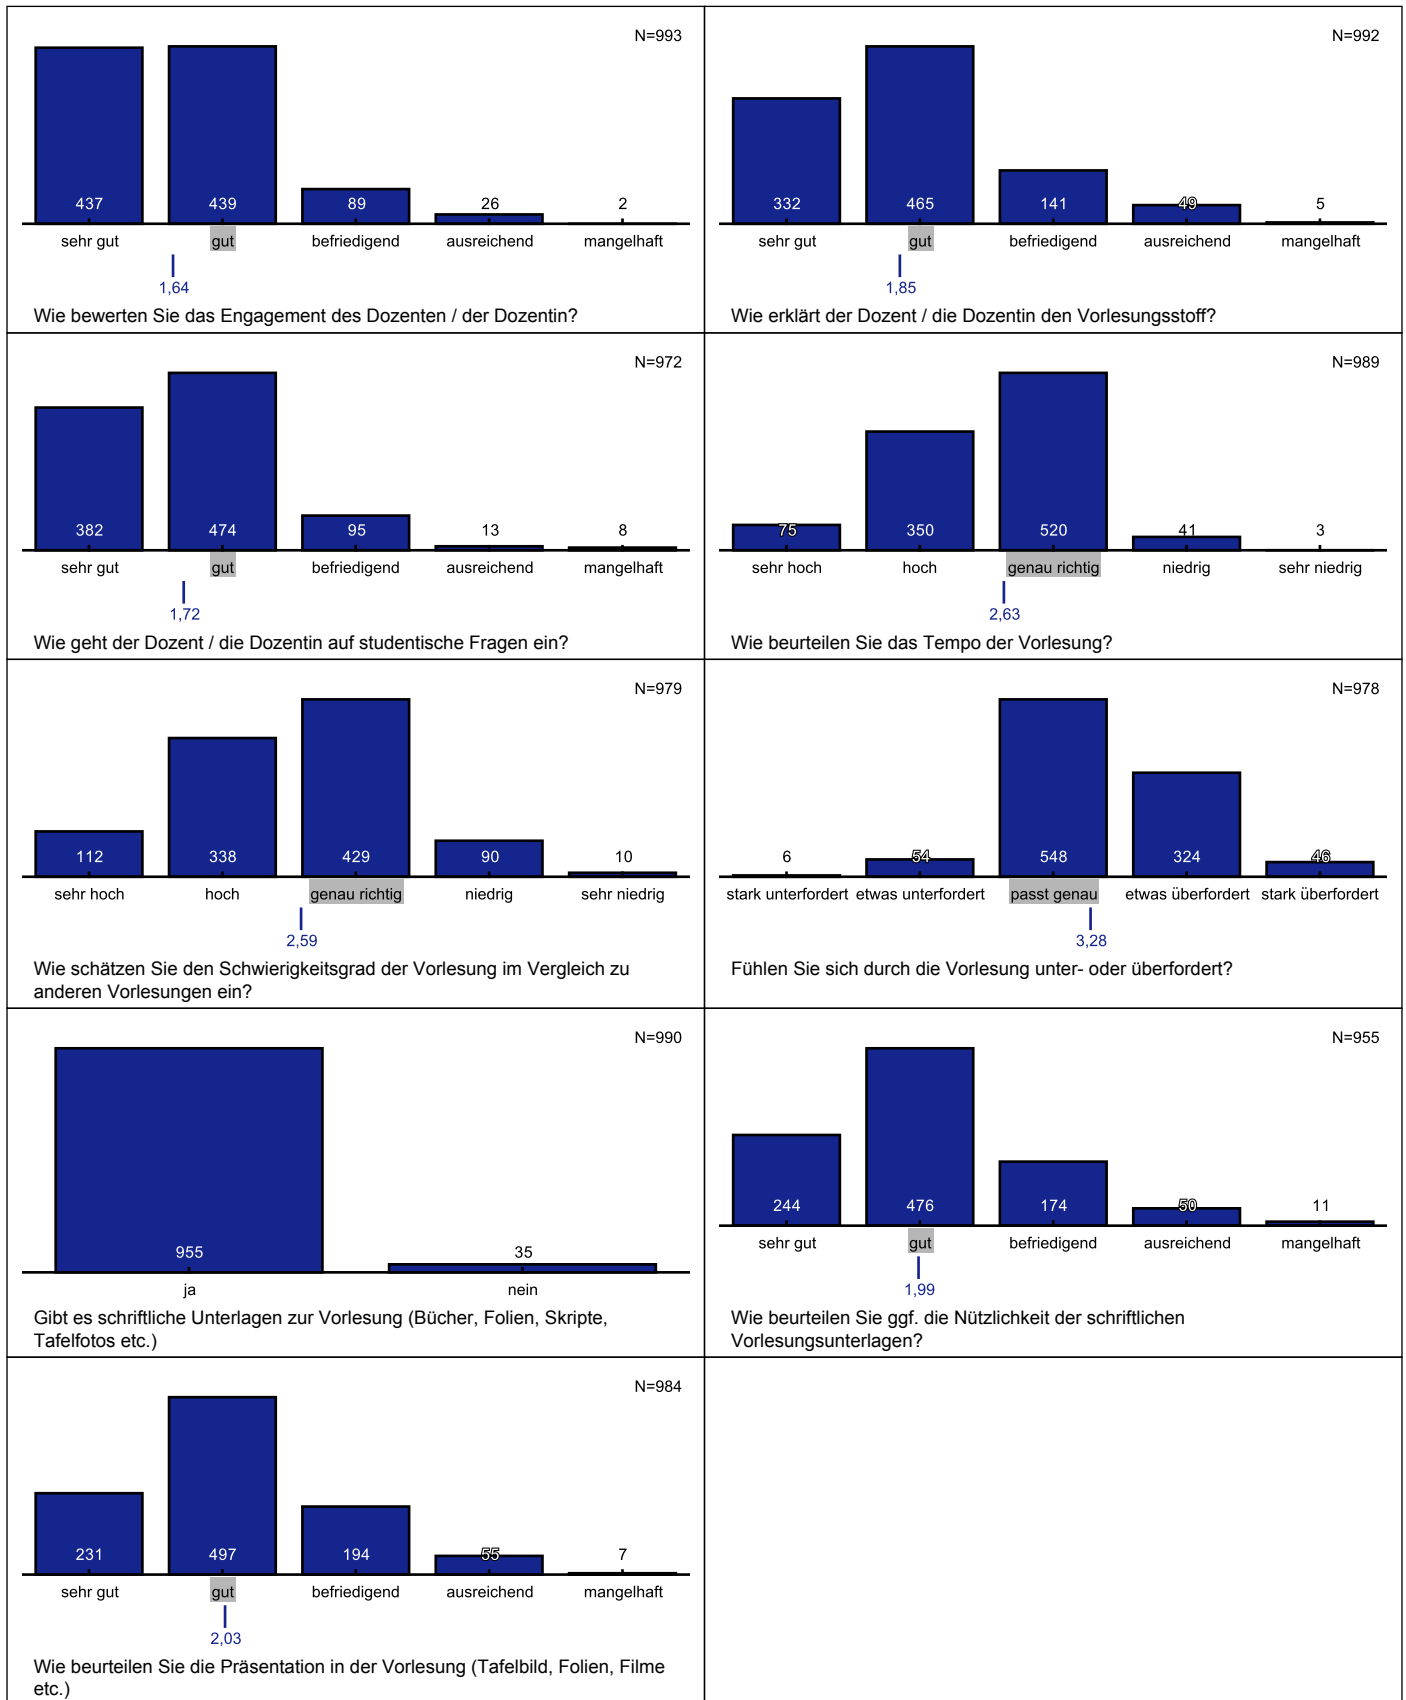 N=993
437 439 89 26 2
sehr gut gut befriedigend ausreichend mangelhaft
1,64
Wie bewerten Sie das Engagement des Dozenten / der Dozentin?
N=992
332 465 141 49 5
sehr gut gut befriedigend ausreichend mangelhaft
1,85
Wie erklärt der Dozent / die Dozentin den Vorlesungsstoff?
N=972
382 474 95 13 8
sehr gut gut befriedigend ausreichend mangelhaft
1,72
Wie geht der Dozent / die Dozentin auf studentische Fragen ein?
N=989
75 350 520 41 3
sehr hoch hoch genau richtig niedrig sehr niedrig
2,63
Wie beurteilen Sie das Tempo der Vorlesung?
N=979
112 338 429 90 10
sehr hoch hoch genau richtig niedrig sehr niedrig
2,59
Wie schätzen Sie den Schwierigkeitsgrad der Vorlesung im Vergleich zu
anderen Vorlesungen ein?
N=978
6 54 548 324 46
stark unterfordert etwas unterfordert passt genau etwas überfordert stark überfordert
3,28
Fühlen Sie sich durch die Vorlesung unter- oder überfordert?
N=990
955 35
ja nein
Gibt es schriftliche Unterlagen zur Vorlesung (Bücher, Folien, Skripte,
Tafelfotos etc.)
N=955
244 476 174 50 11
sehr gut gut befriedigend ausreichend mangelhaft
1,99
Wie beurteilen Sie ggf. die Nützlichkeit der schriftlichen
Vorlesungsunterlagen?
N=984
231 497 194 55 7
sehr gut gut befriedigend ausreichend mangelhaft
2,03
Wie beurteilen Sie die Präsentation in der Vorlesung (Tafelbild, Folien, Filme
etc.)